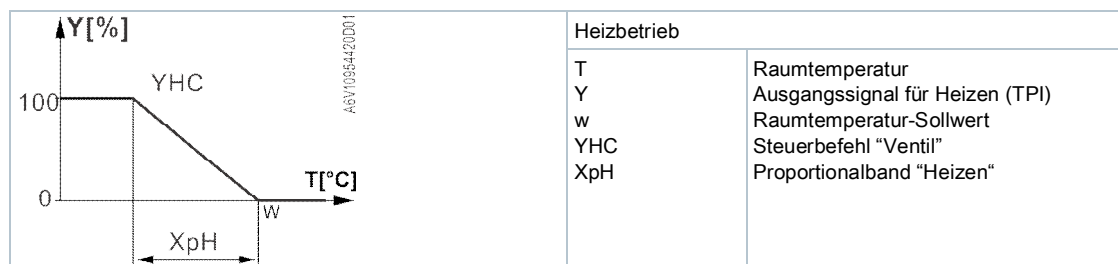 Y[%]
YHC
100
0
T[°C]
w
XpH
A6V10954420D01
Heizbetrieb
T Raumtemperatur
Y Ausgangssignal für Heizen (TPI)
w Raumtemperatur-Sollwert
YHC Steuerbefehl “Ventil”
XpH Proportionalband “Heizen“